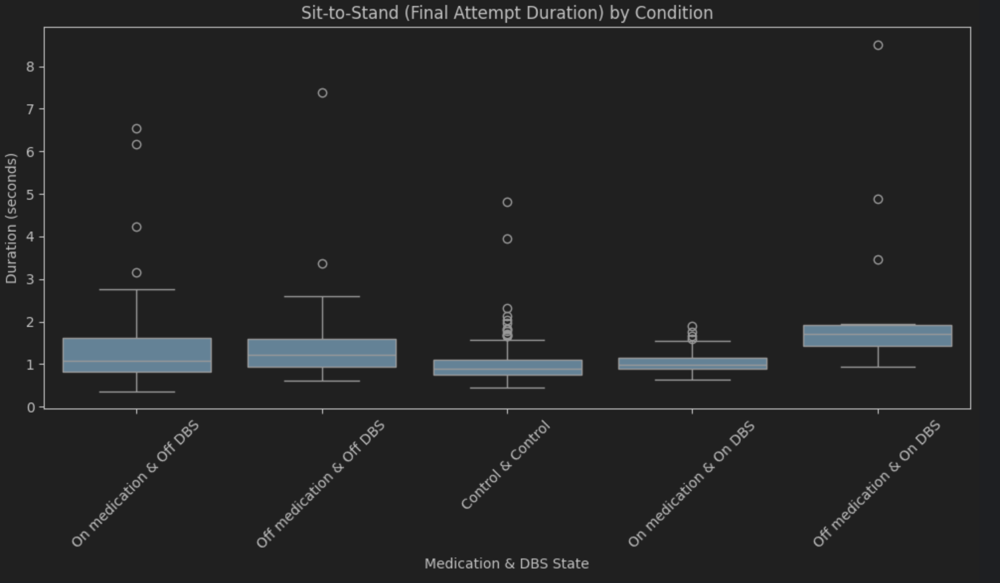 Sit-to-Stand (Final Attempt Duration) by Condition
Duration (seconds)
8
7
6
5
4
3
2
1
0
On medication & Off DBS
Off medication & Off DBS
Control & Control
On medication & On DBS
Off medication & On DBS
Medication & DBS State